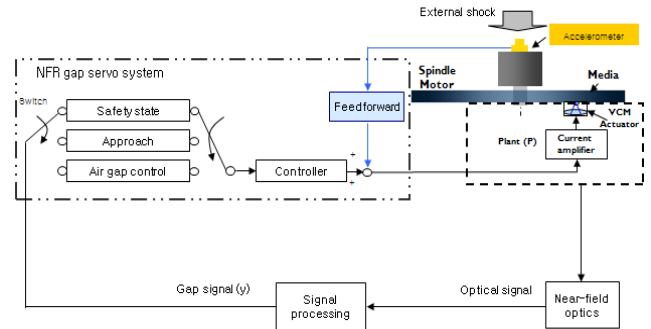 External shock
Accelerometer
NFR gap servo system
Spindle
Motor
Media
Switch
Safety state
Feedforward
VCM
Actuator
Approach
Plant (P)
Current
amplifier
Air gap control
Controller
+
+
Gap signal (y)
Optical signal
Signal
processing
Near-field
optics